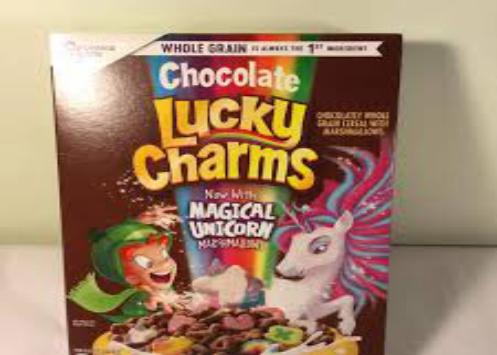 WHOLE GRAIN IS ALWAYS THE 1ST INGREDIENT
Chocolate
LUCKY
CHARMS
CHOCOLATEY WHOLE
GRAIN CEREAL WITH
MARSHMALLOWS
Now With
MAGICAL
UNICORN
MARSHMALLOWS